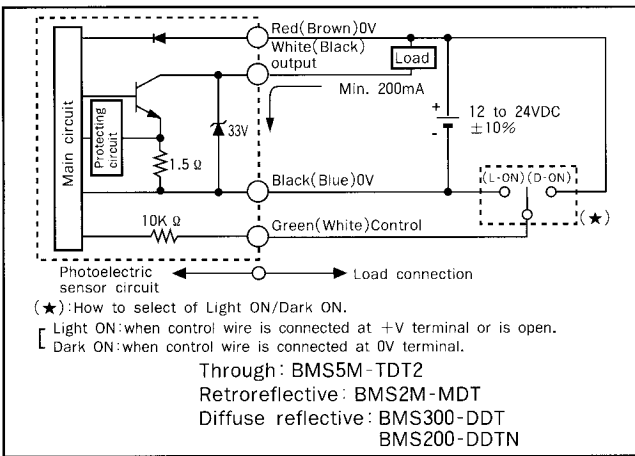 Red(Brown)0V
White(Black)
output
Load
Min. 200mA
Main circuit
Protecting
circuit
33V
1.5 Ω
+
-
12 to 24VDC
±10%
Black(Blue)0V
(L-ON)(D-ON)
(★)
10K Ω
Green(White)Control
Photoelectric
sensor circuit
Load connection
(★):How to select of Light ON/Dark ON.
[ Light ON:when control wire is connected at +V terminal or is open.
Dark ON:when control wire is connected at 0V terminal.
Through: BMS5M-TDT2
Retroreflective: BMS2M-MDT
Diffuse reflective: BMS300-DDT
BMS200-DDTN